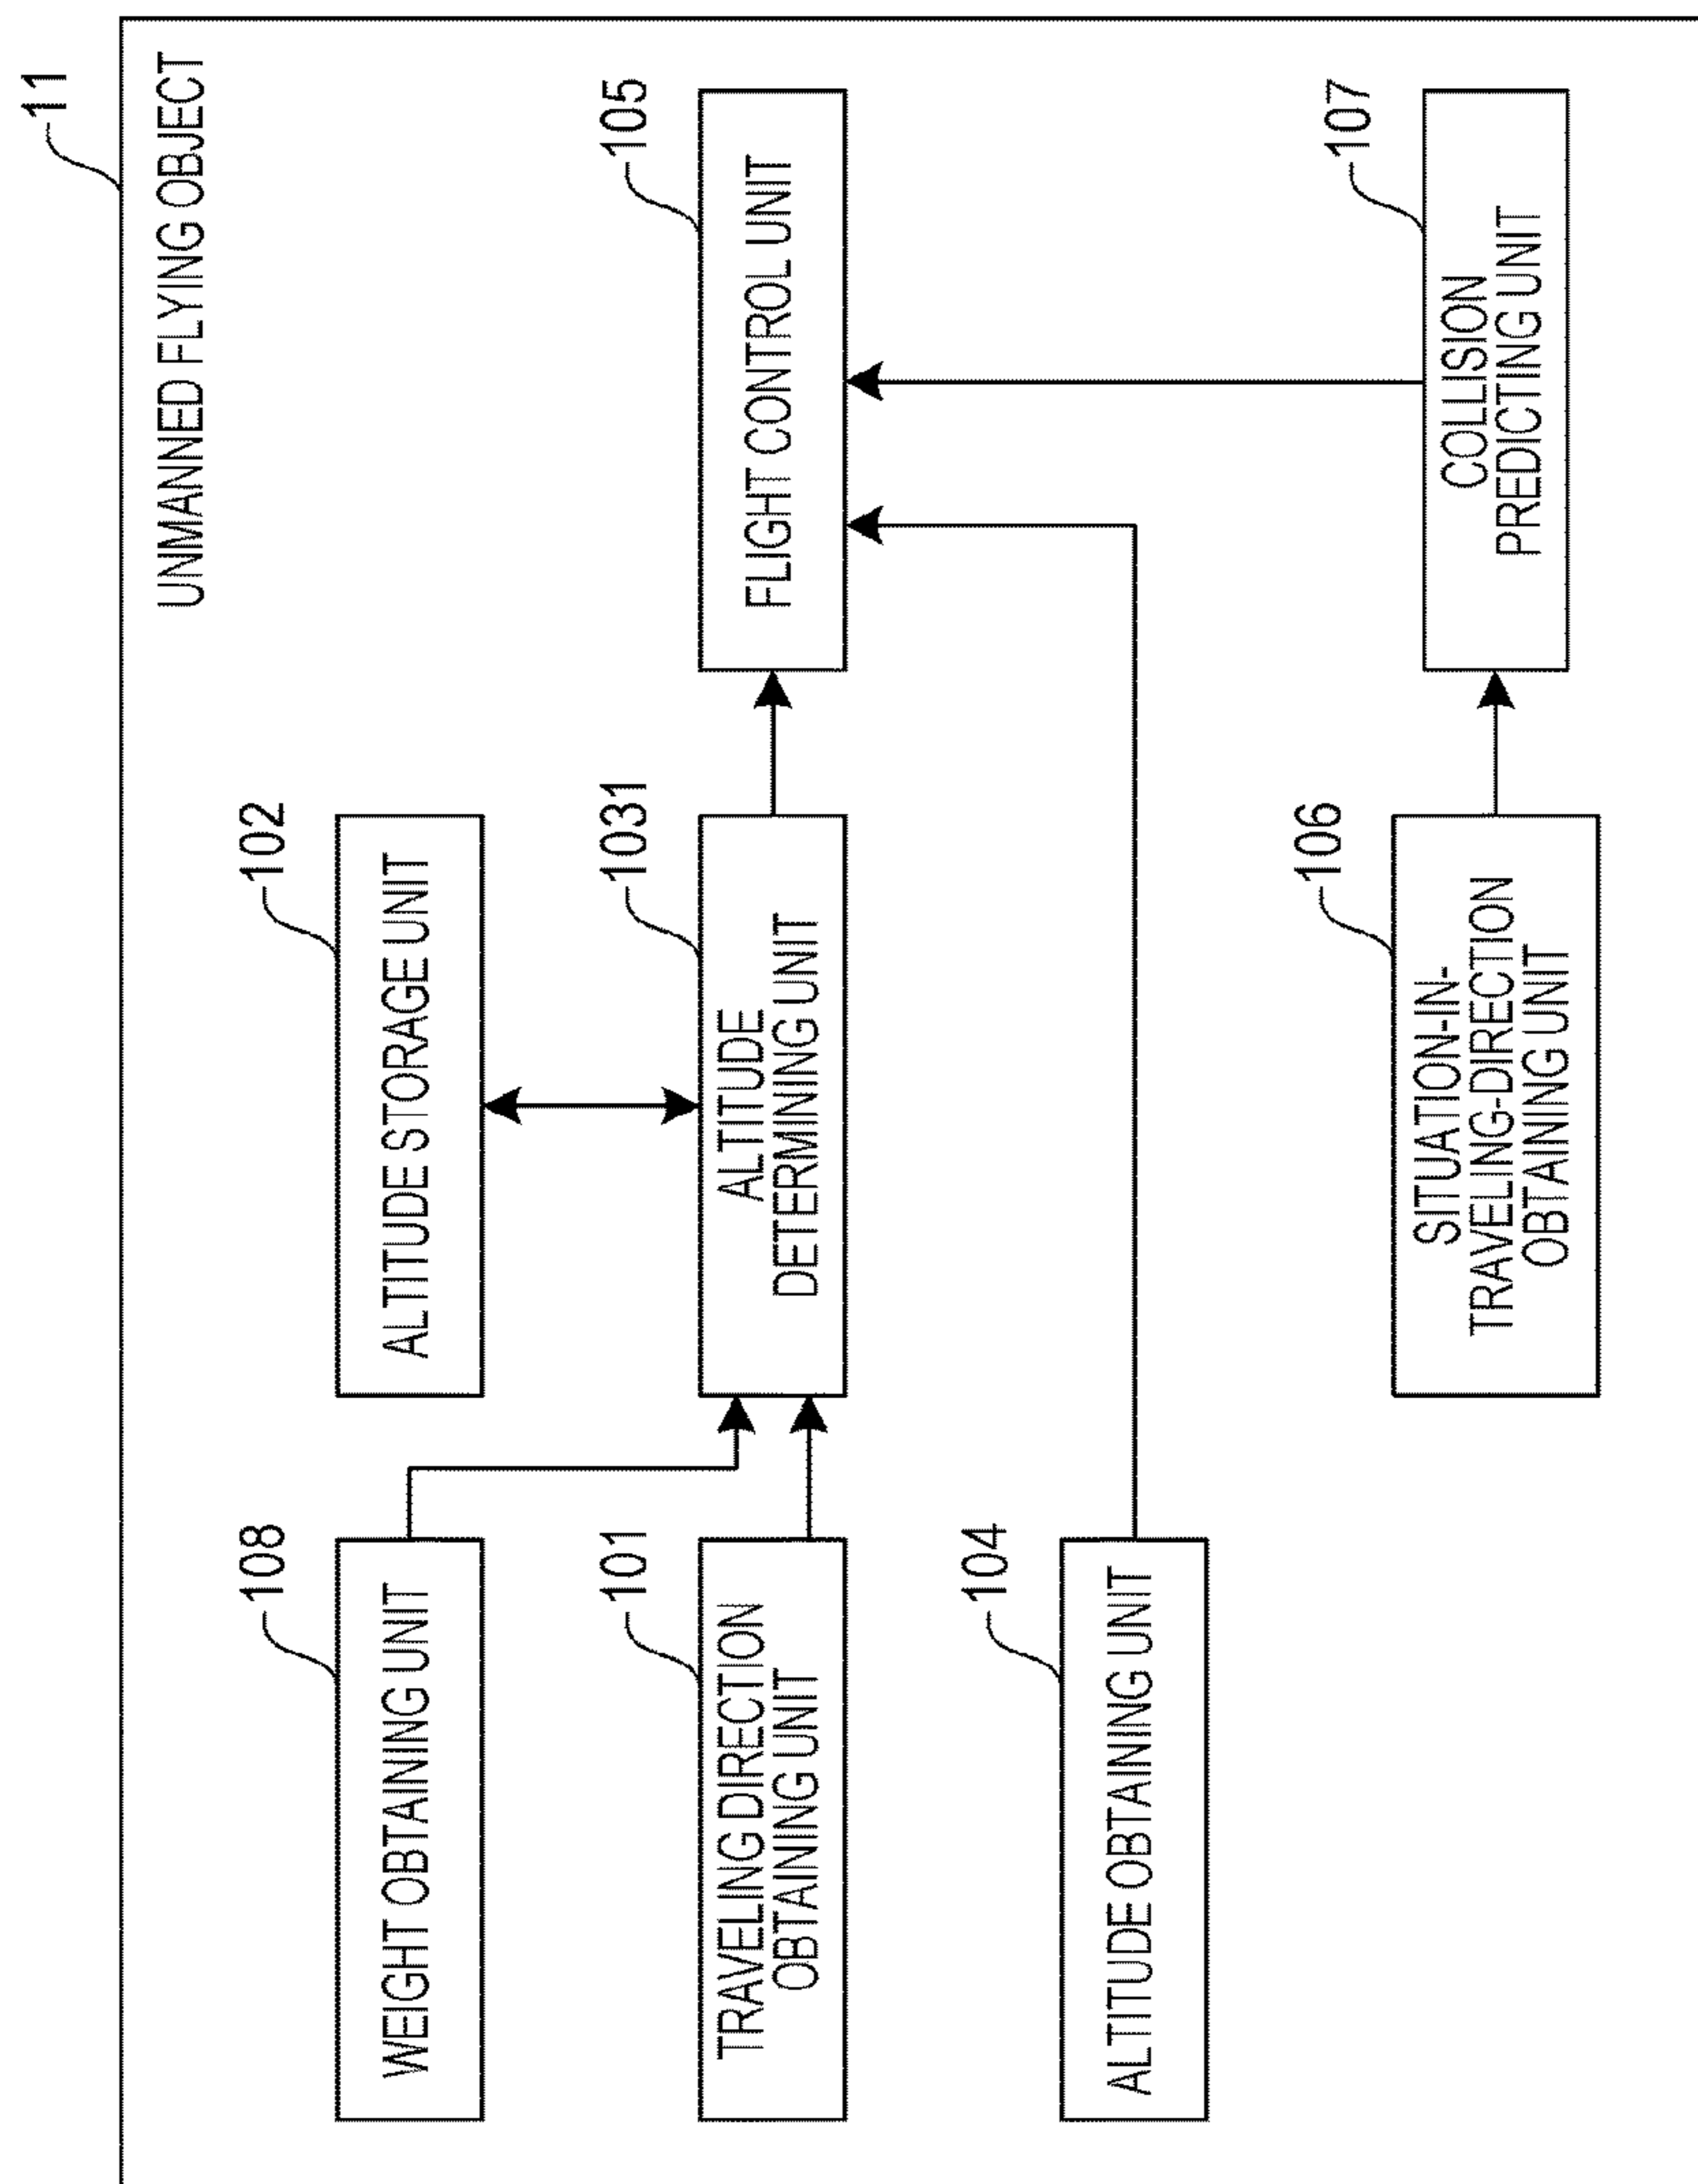 11
UNMANNED FLYING OBJECT
108
WEIGHT OBTAINING UNIT
102
ALTITUDE STORAGE UNIT
101
TRAVELING DIRECTION
OBTAINING UNIT
1031
ALTITUDE
DETERMINING UNIT
105
FLIGHT CONTROL UNIT
104
ALTITUDE OBTAINING UNIT
106
SITUATION-IN-
TRAVELING-DIRECTION
OBTAINING UNIT
107
COLLISION
PREDICTING UNIT